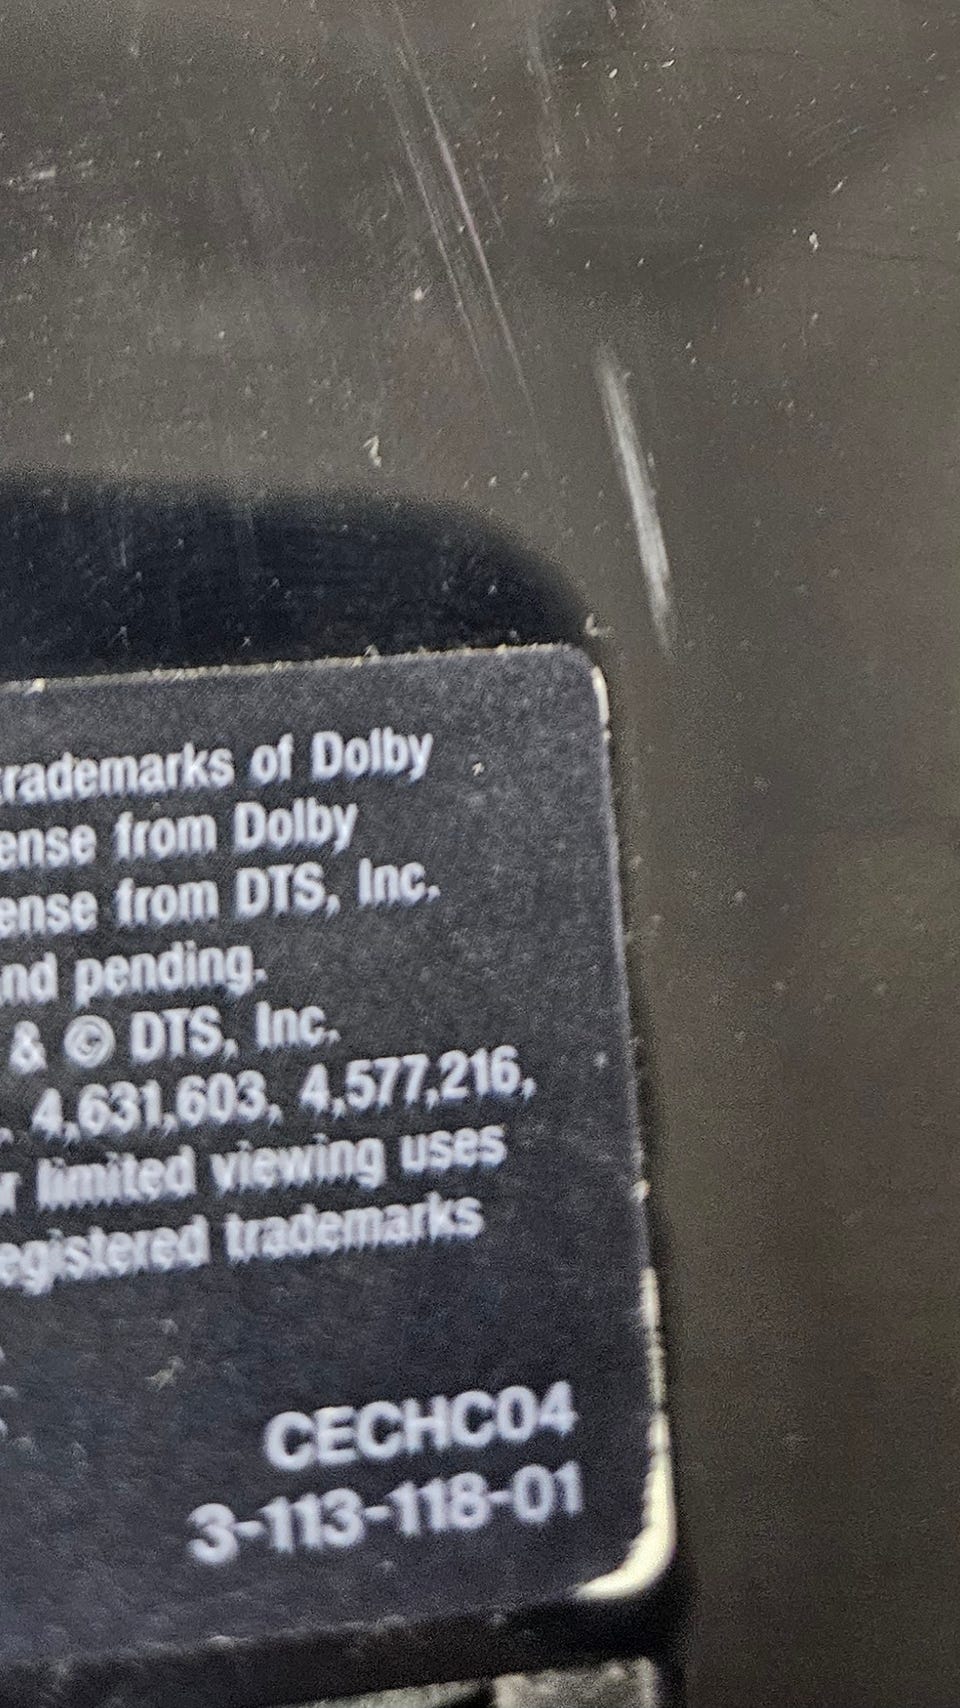 trademarks of Dolby
ense from Dolby
ense from DTS, Inc.
nd pending.
& © DTS, Inc.
4,631,603, 4,577,216,
r limited viewing uses
egistered trademarks
CECHC04
3-113-118-01